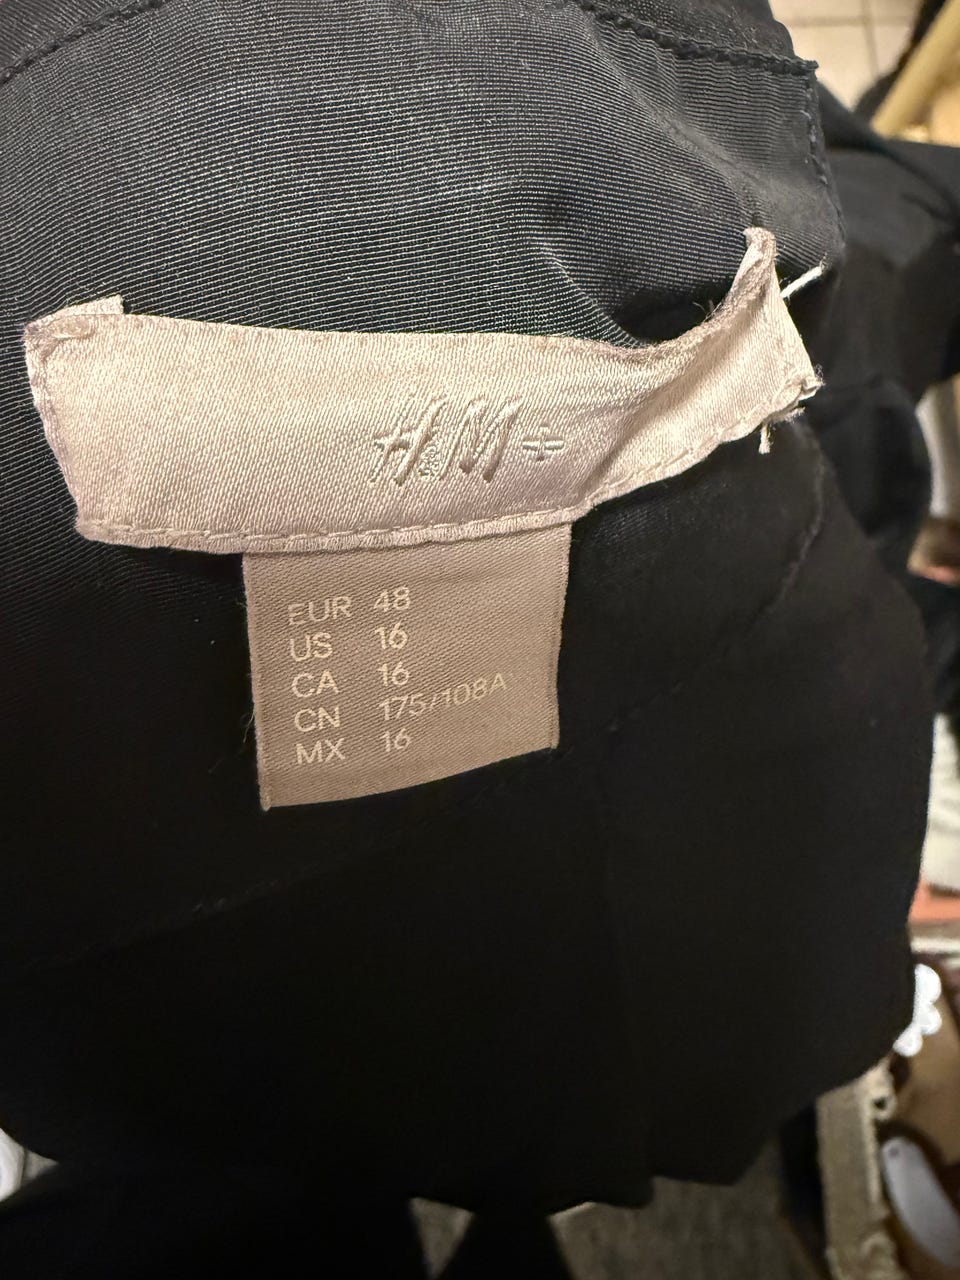 H&M+
EUR 48
US 16
CA 16
CN 175/108A
MX 16